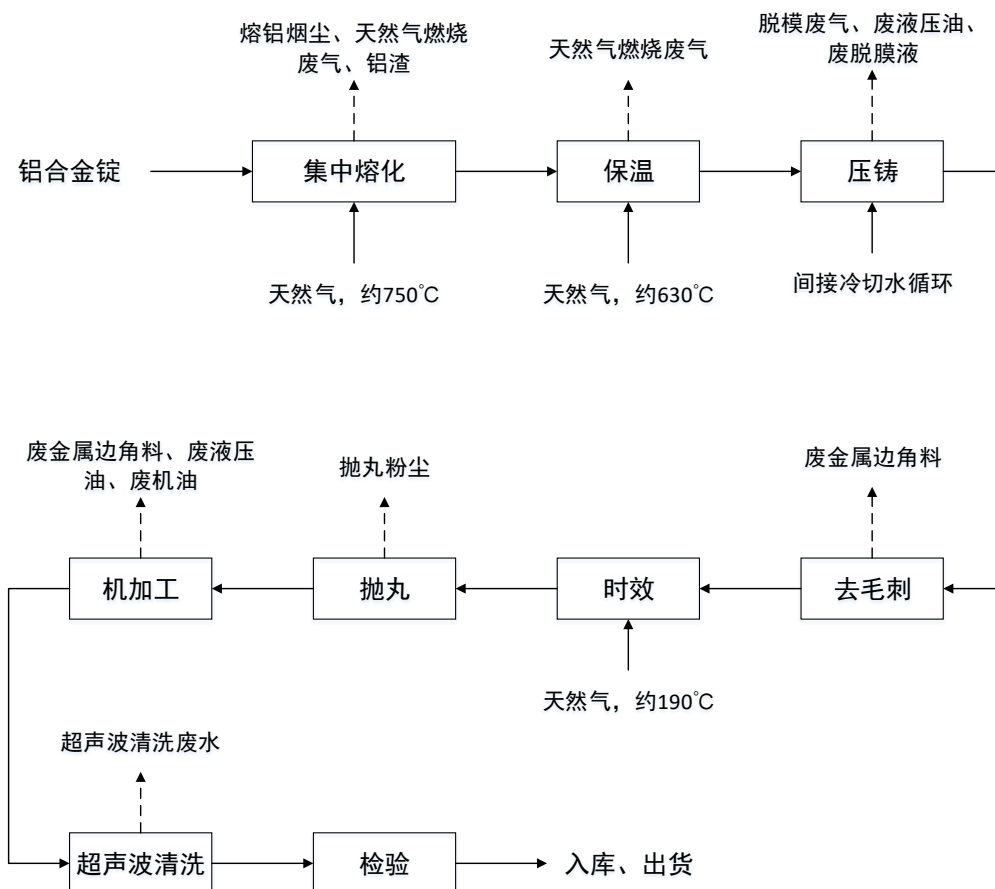 熔铝烟尘、天然气燃烧
废气、铝渣
天然气燃烧废气
脱模废气、废液压油、
废脱膜液
铝合金锭
集中熔化
保温
压铸
天然气，约750℃
天然气，约630℃
间接冷切水循环
废金属边角料、废液压
油、废机油
抛丸粉尘
废金属边角料
机加工
抛丸
时效
去毛刺
天然气，约190℃
超声波清洗废水
超声波清洗
检验
入库、出货